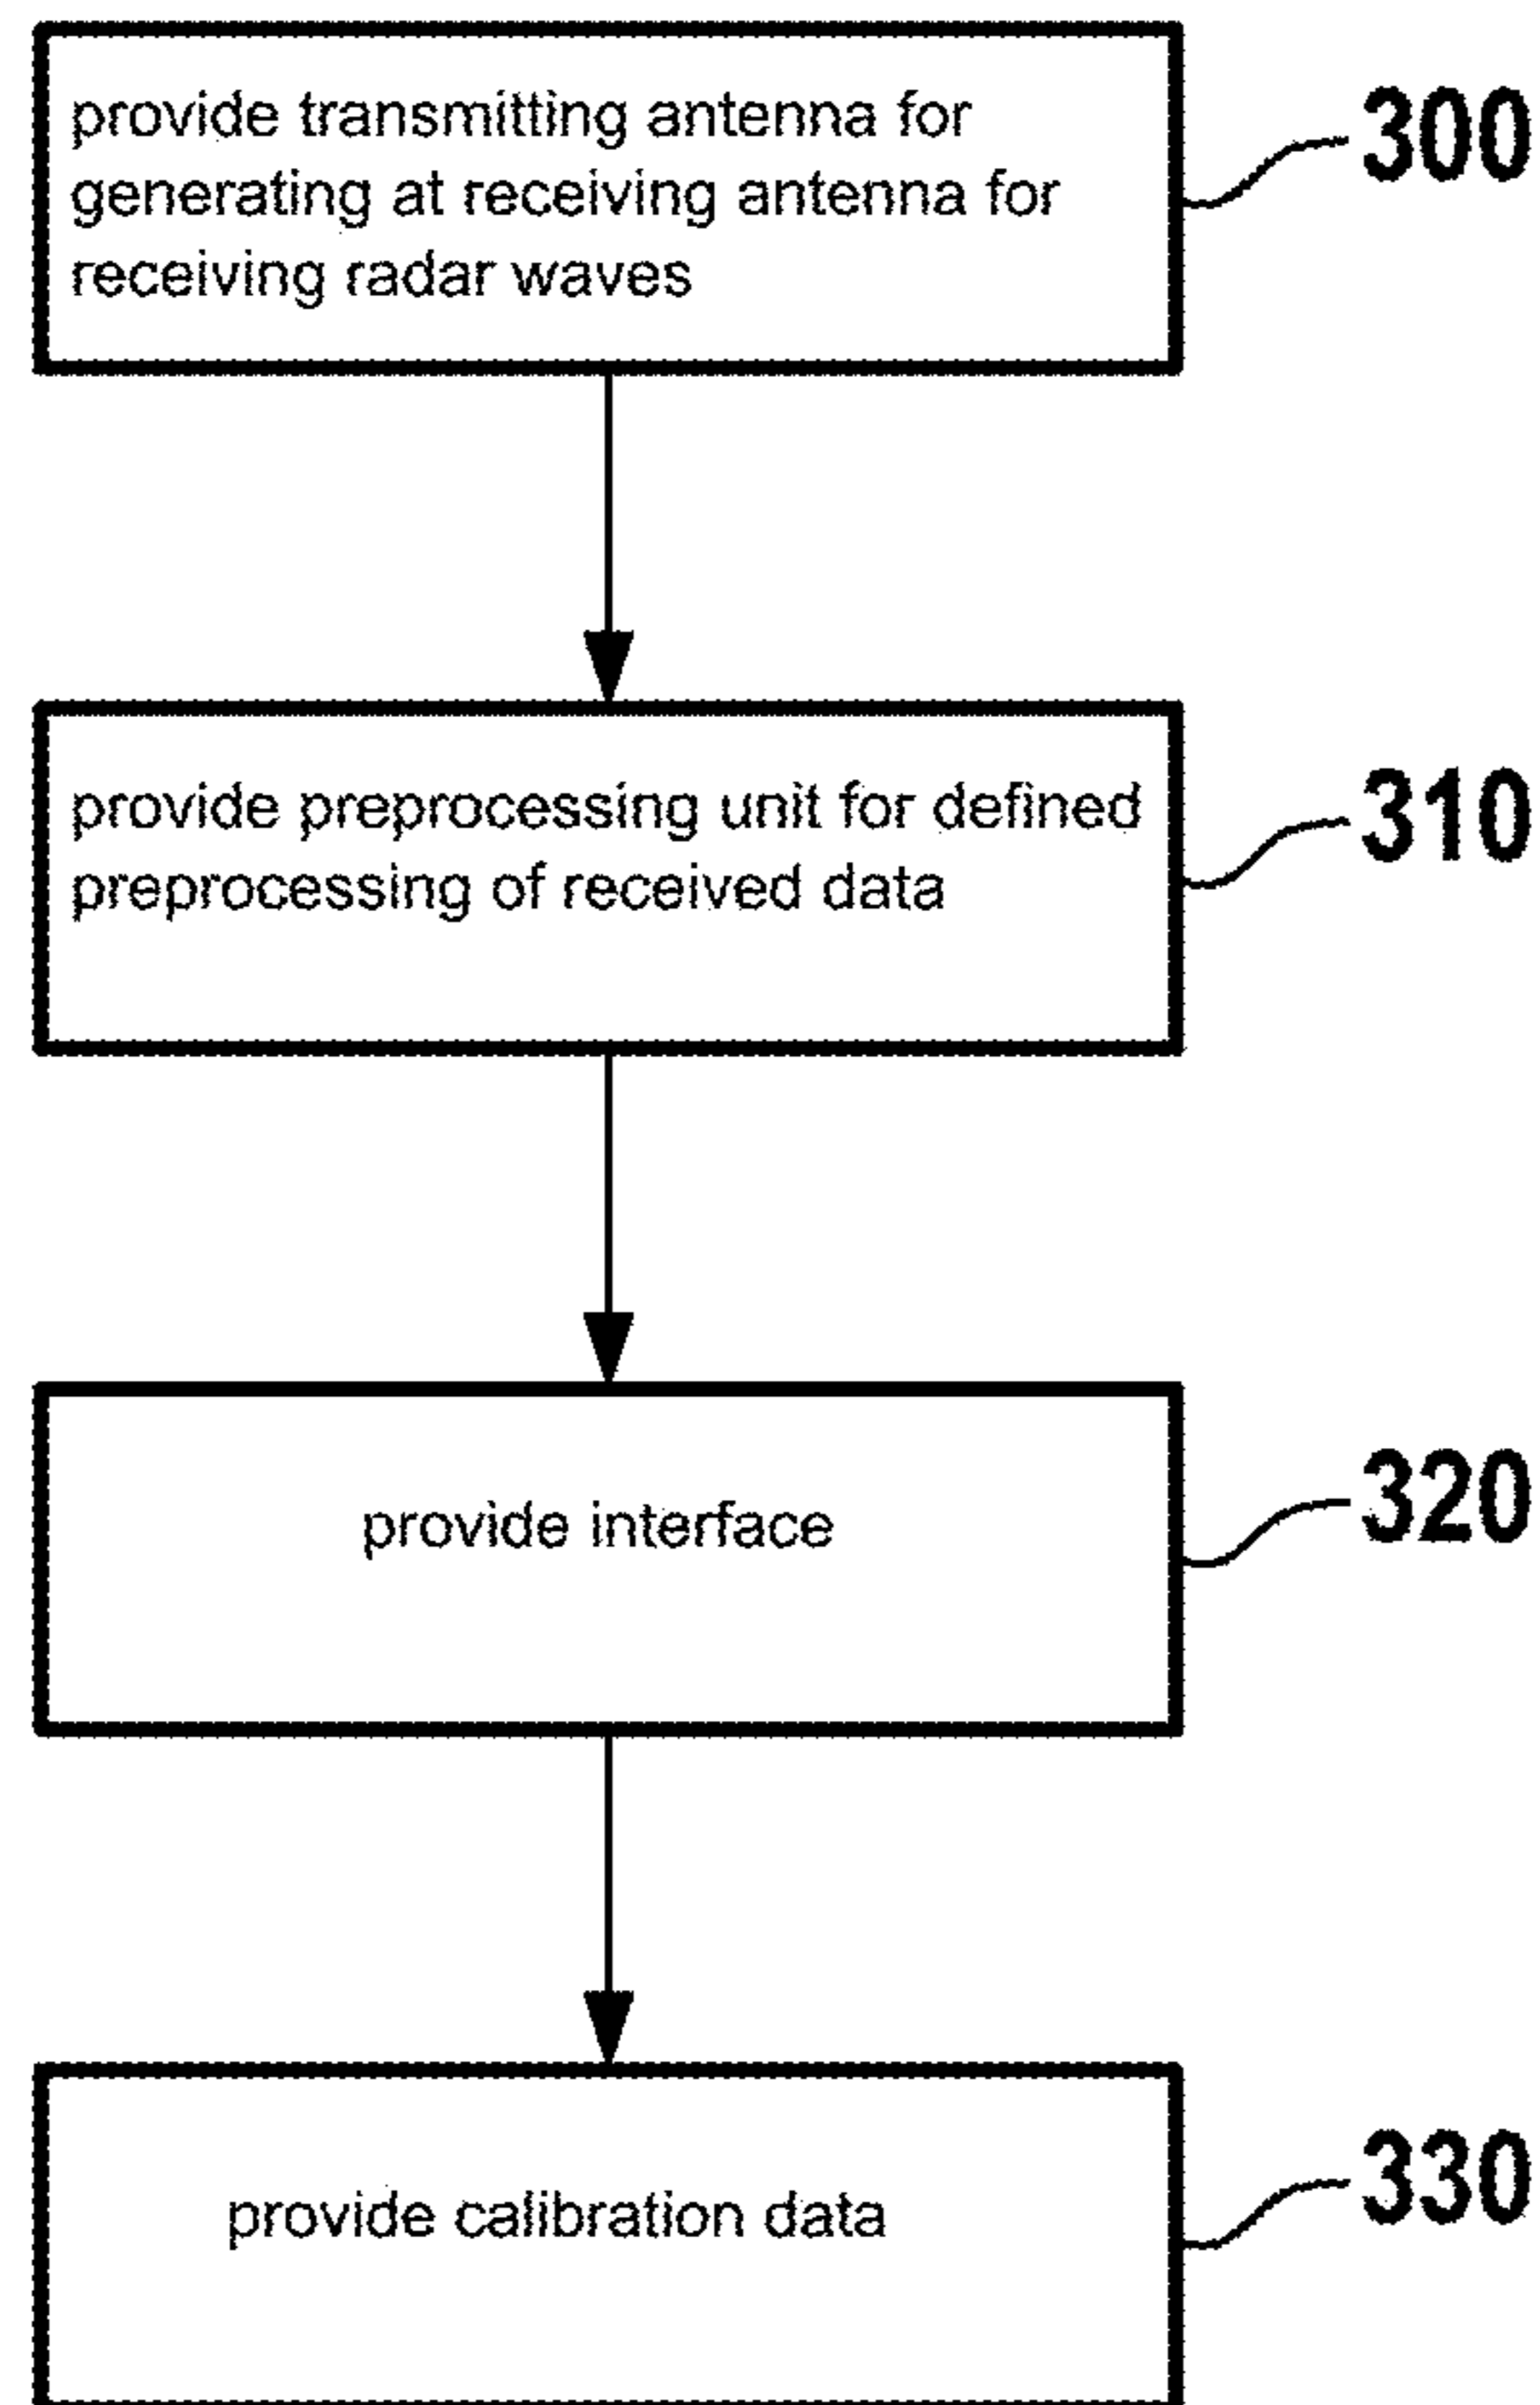 provide transmitting antenna for
generating at receiving antenna for
receiving radar waves
300
provide preprocessing unit for defined
preprocessing of received data
310
provide interface
320
provide calibration data
330